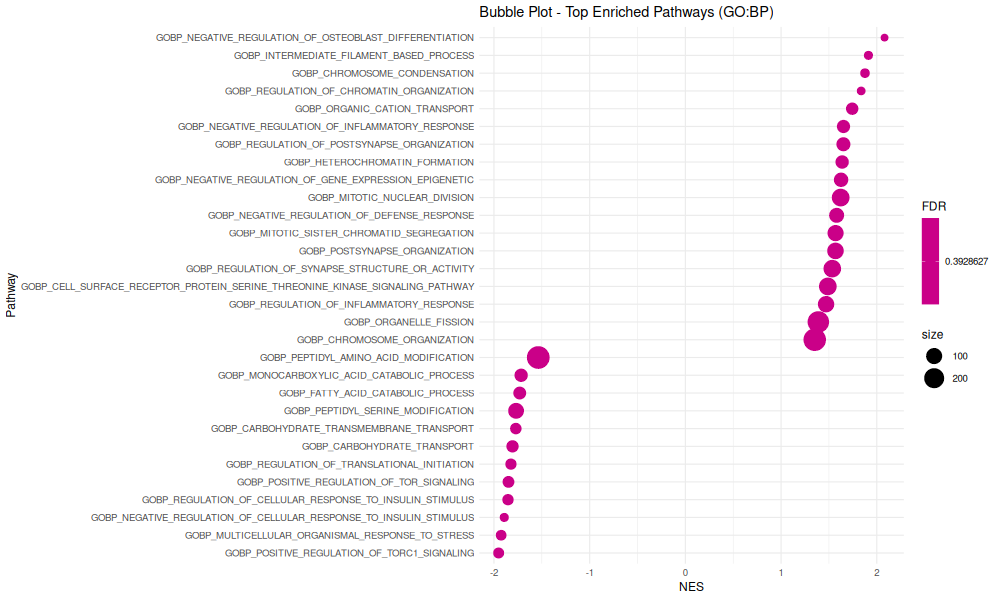 Bubble Plot - Top Enriched Pathways (GO:BP)
GOBP_NEGATIVE_REGULATION_OF_OSTEOBLAST_DIFFERENTIATION
GOBP_INTERMEDIATE_FILAMENT_BASED_PROCESS
GOBP_CHROMOSOME_CONDENSATION
GOBP_REGULATION_OF_CHROMATIN_ORGANIZATION
GOBP_ORGANIC_CATION_TRANSPORT
GOBP_NEGATIVE_REGULATION_OF_INFLAMMATORY_RESPONSE
GOBP_REGULATION_OF_POSTSYNAPSE_ORGANIZATION
GOBP_HETEROCHROMATIN_FORMATION
GOBP_NEGATIVE_REGULATION_OF_GENE_EXPRESSION_EPIGENETIC
GOBP_MITOTIC_NUCLEAR_DIVISION
GOBP_NEGATIVE_REGULATION_OF_DEFENSE_RESPONSE
GOBP_MITOTIC_SISTER_CHROMATID_SEGREGATION
GOBP_POSTSYNAPSE_ORGANIZATION
GOBP_REGULATION_OF_SYNAPSE_STRUCTURE_OR_ACTIVITY
GOBP_CELL_SURFACE_RECEPTOR_PROTEIN_SERINE_THREONINE_KINASE_SIGNALING_PATHWAY
GOBP_REGULATION_OF_INFLAMMATORY_RESPONSE
GOBP_ORGANELLE_FISSION
GOBP_CHROMOSOME_ORGANIZATION
GOBP_PEPTIDYL_AMINO_ACID_MODIFICATION
GOBP_MONOCARBOXYLIC_ACID_CATABOLIC_PROCESS
GOBP_FATTY_ACID_CATABOLIC_PROCESS
GOBP_PEPTIDYL_SERINE_MODIFICATION
GOBP_CARBOHYDRATE_TRANSMEMBRANE_TRANSPORT
GOBP_CARBOHYDRATE_TRANSPORT
GOBP_REGULATION_OF_TRANSLATIONAL_INITIATION
GOBP_POSITIVE_REGULATION_OF_TOR_SIGNALING
GOBP_REGULATION_OF_CELLULAR_RESPONSE_TO_INSULIN_STIMULUS
GOBP_NEGATIVE_REGULATION_OF_CELLULAR_RESPONSE_TO_INSULIN_STIMULUS
GOBP_MULTICELLULAR_ORGANISMAL_RESPONSE_TO_STRESS
GOBP_POSITIVE_REGULATION_OF_TORC1_SIGNALING
Pathway
-2 -1 0 1 2
NES
FDR
0.3928627
size
100
200